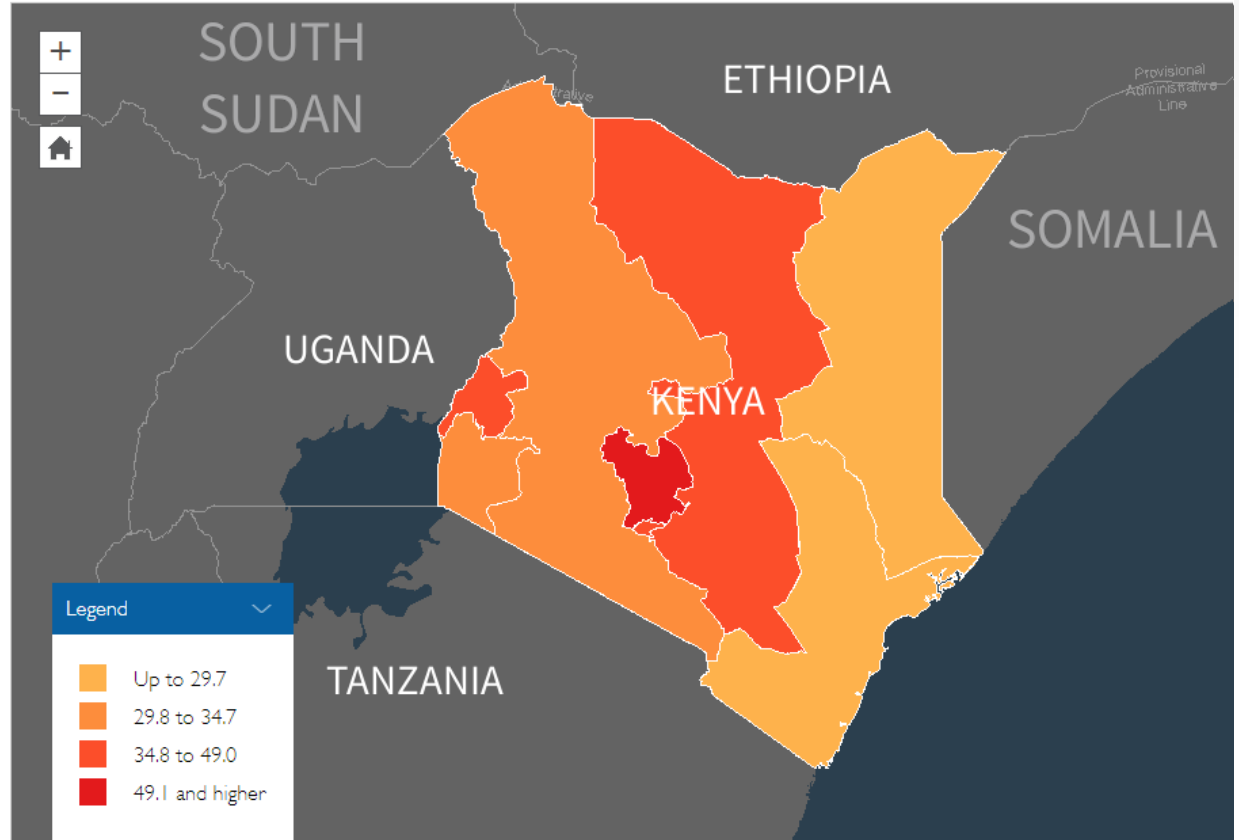 +
SOUTH
SUDAN
ETHIOPIA
Provisional
Administrative
Line
−
SOMALIA
UGANDA
KENYA
Legend
TANZANIA
Up to 29.7
29.8 to 34.7
34.8 to 49.0
49.1 and higher